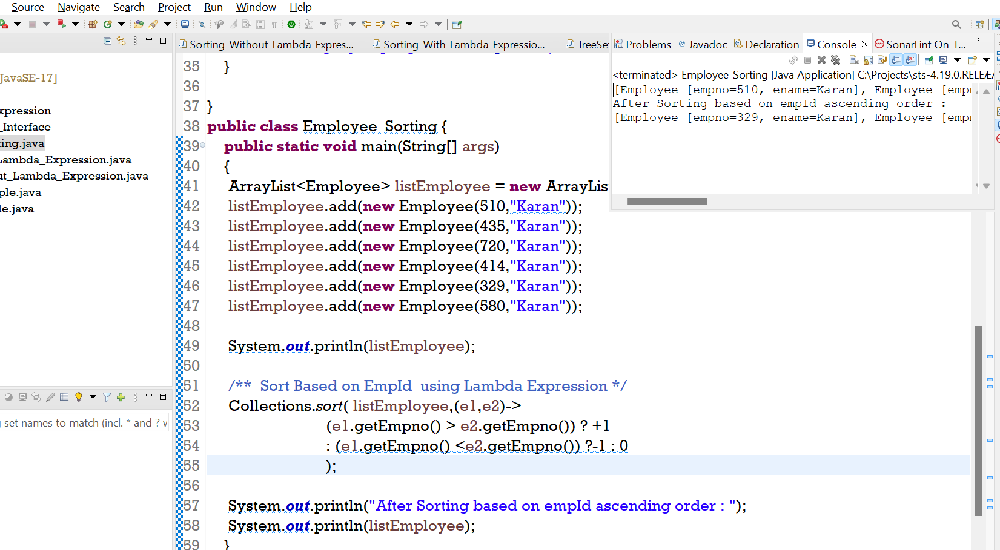 Source Navigate Search Project Run Window Help
Sorting_Without_Lambda_Expres... Sorting_With_Lambda_Expressio... TreeSe
Problems @ Javadoc Declaration Console × SonarLint On-T...
<terminated> Employee_Sorting [Java Application] C:\Projects\sts-4.19.0.RELEA
[Employee [empno=510, ename=Karan], Employee [empn
After Sorting based on empId ascending order :
[Employee [empno=329, ename=Karan], Employee [empn
JavaSE-17]
xpression
_Interface
ting.java
Lambda_Expression.java
ut_Lambda_Expression.java
ple.java
le.java
set names to match (incl. * and ? w
35 }
36
37 }
38 public class Employee_Sorting {
39 public static void main(String[] args)
40 {
41 ArrayList<Employee> listEmployee = new ArrayLis
42 listEmployee.add(new Employee(510,"Karan"));
43 listEmployee.add(new Employee(435,"Karan"));
44 listEmployee.add(new Employee(720,"Karan"));
45 listEmployee.add(new Employee(414,"Karan"));
46 listEmployee.add(new Employee(329,"Karan"));
47 listEmployee.add(new Employee(580,"Karan"));
48
49 System.out.println(listEmployee);
50
51 /** Sort Based on EmpId using Lambda Expression */
52 Collections.sort( listEmployee,(e1,e2)->
53 (e1.getEmpno() > e2.getEmpno()) ? +1
54 : (e1.getEmpno() <e2.getEmpno()) ?-1 : 0
55 );
56
57 System.out.println("After Sorting based on empId ascending order : ");
58 System.out.println(listEmployee);
59 }